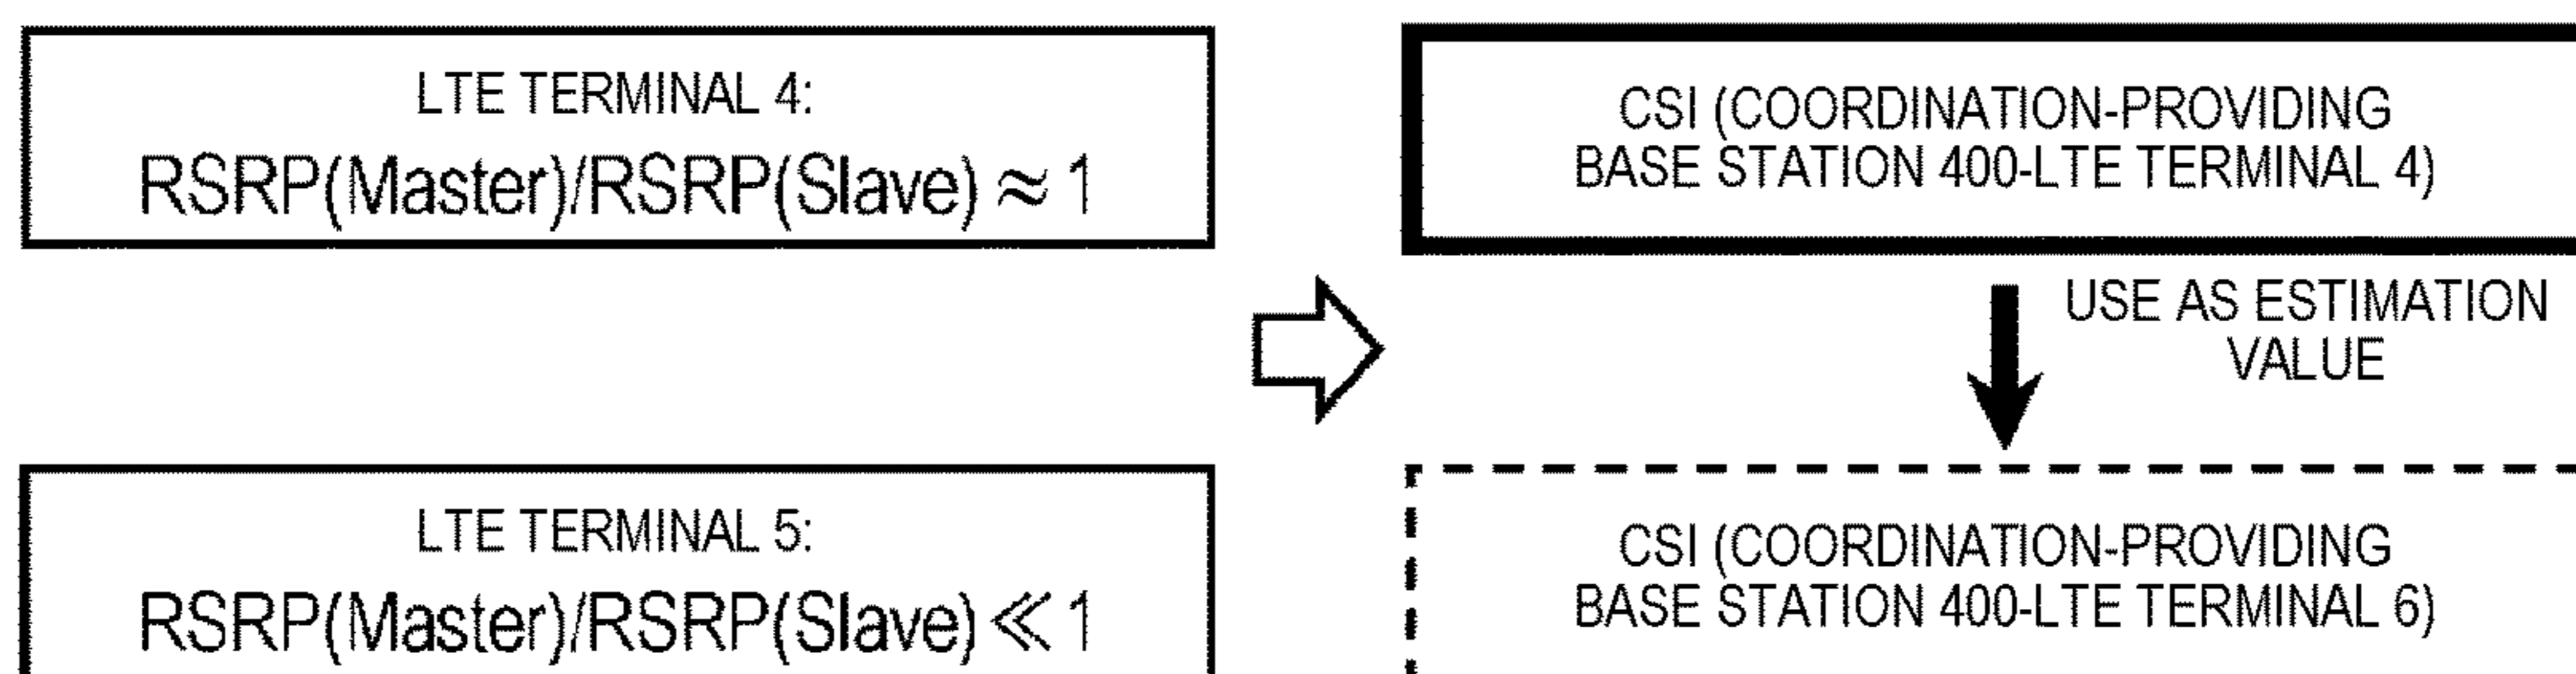 LTE TERMINAL 4:
RSRP(Master)/RSRP(Slave) ≈ 1
CSI (COORDINATION-PROVIDING
BASE STATION 400-LTE TERMINAL 4)
USE AS ESTIMATION
VALUE
LTE TERMINAL 5:
RSRP(Master)/RSRP(Slave) ≪ 1
CSI (COORDINATION-PROVIDING
BASE STATION 400-LTE TERMINAL 6)